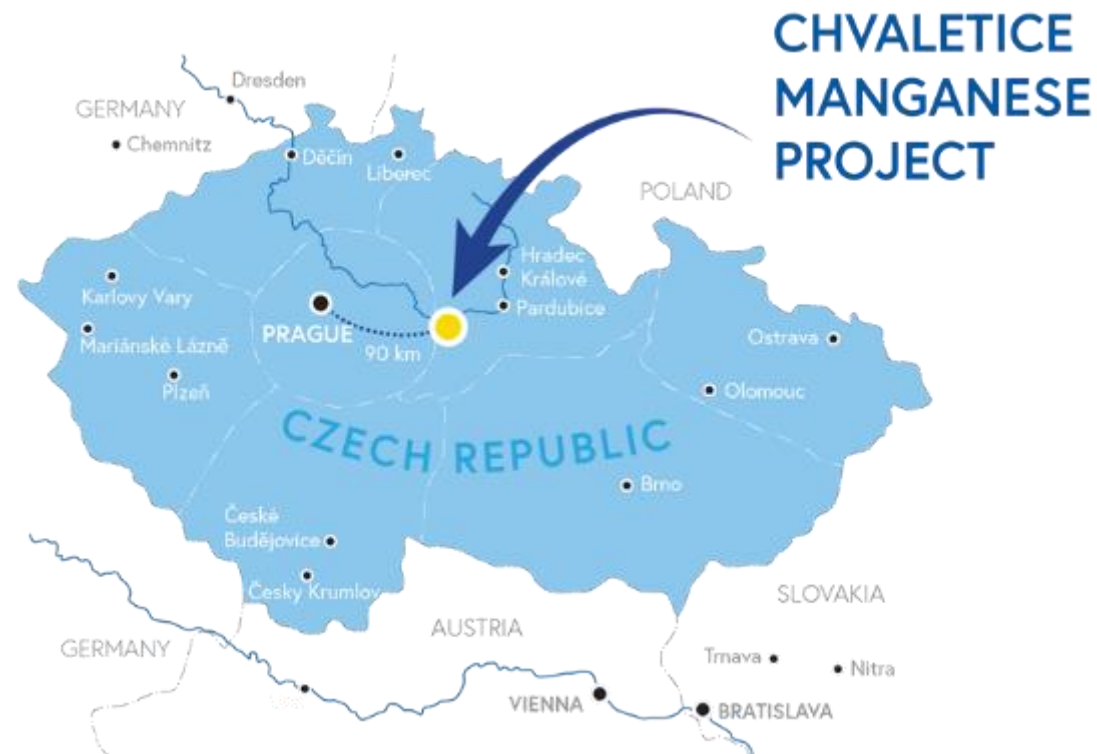 CHVALETICE
MANGANESE
PROJECT
Dresden
GERMANY
Chemnitz
Děčín
Liberec
POLAND
Hradec
Králové
Karlovy Vary
Pardubice
PRAGUE
Mariánské Lázně
90 km
Ostrava
Plzeň
Olomouc
CZECH REPUBLIC
Brno
České
Budějovice
Česky Krumlov
SLOVAKIA
AUSTRIA
GERMANY
Trnava
Nitra
VIENNA
BRATISLAVA